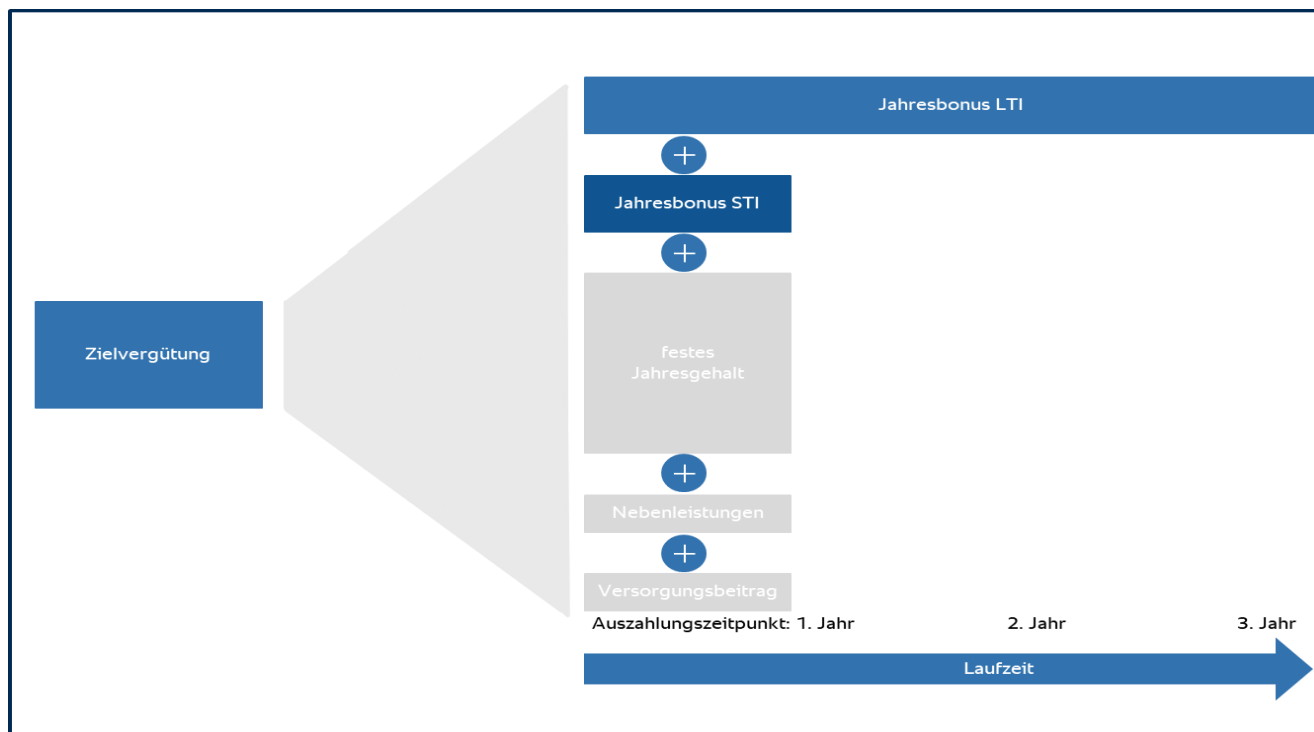 Jahresbonus LTI
Jahresbonus STI
Zielvergütung
festes
Jahresgehalt
Nebenleistungen
Versorgungsbeitrag
Auszahlungszeitpunkt: 1. Jahr 2. Jahr 3. Jahr
Laufzeit